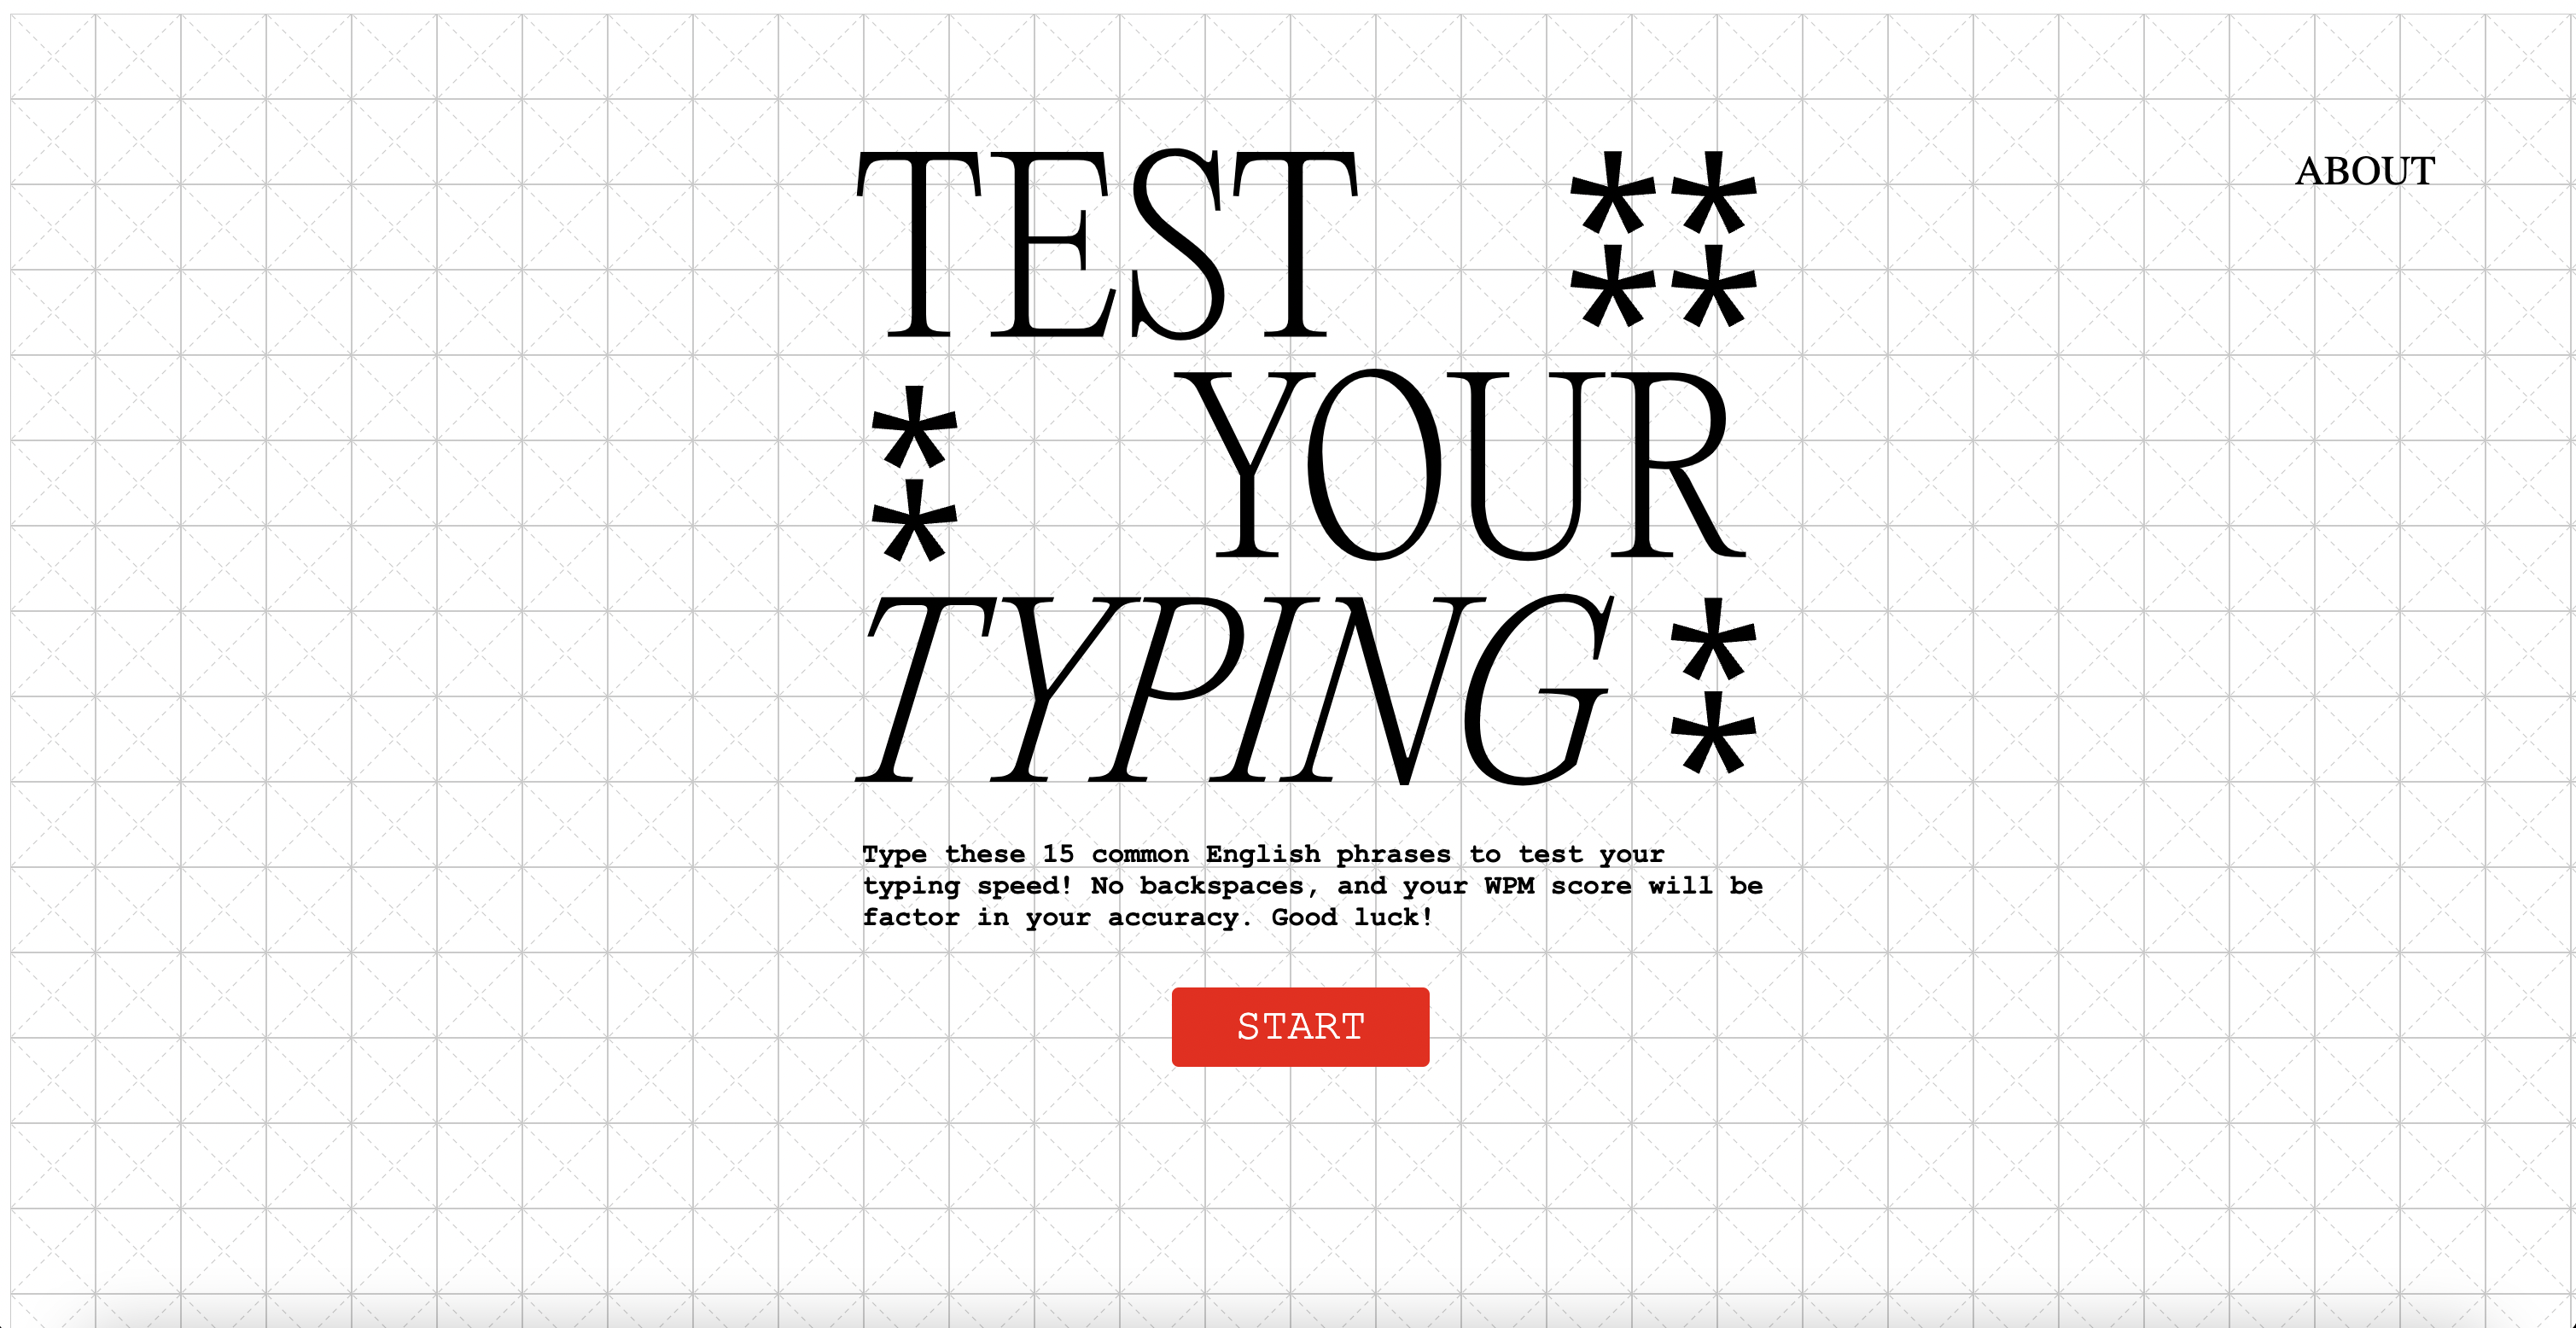 TEST **
**
ABOUT
* YOUR
*
TYPING *
*
Type these 15 common English phrases to test your
typing speed! No backspaces, and your WPM score will be
factor in your accuracy. Good luck!
START